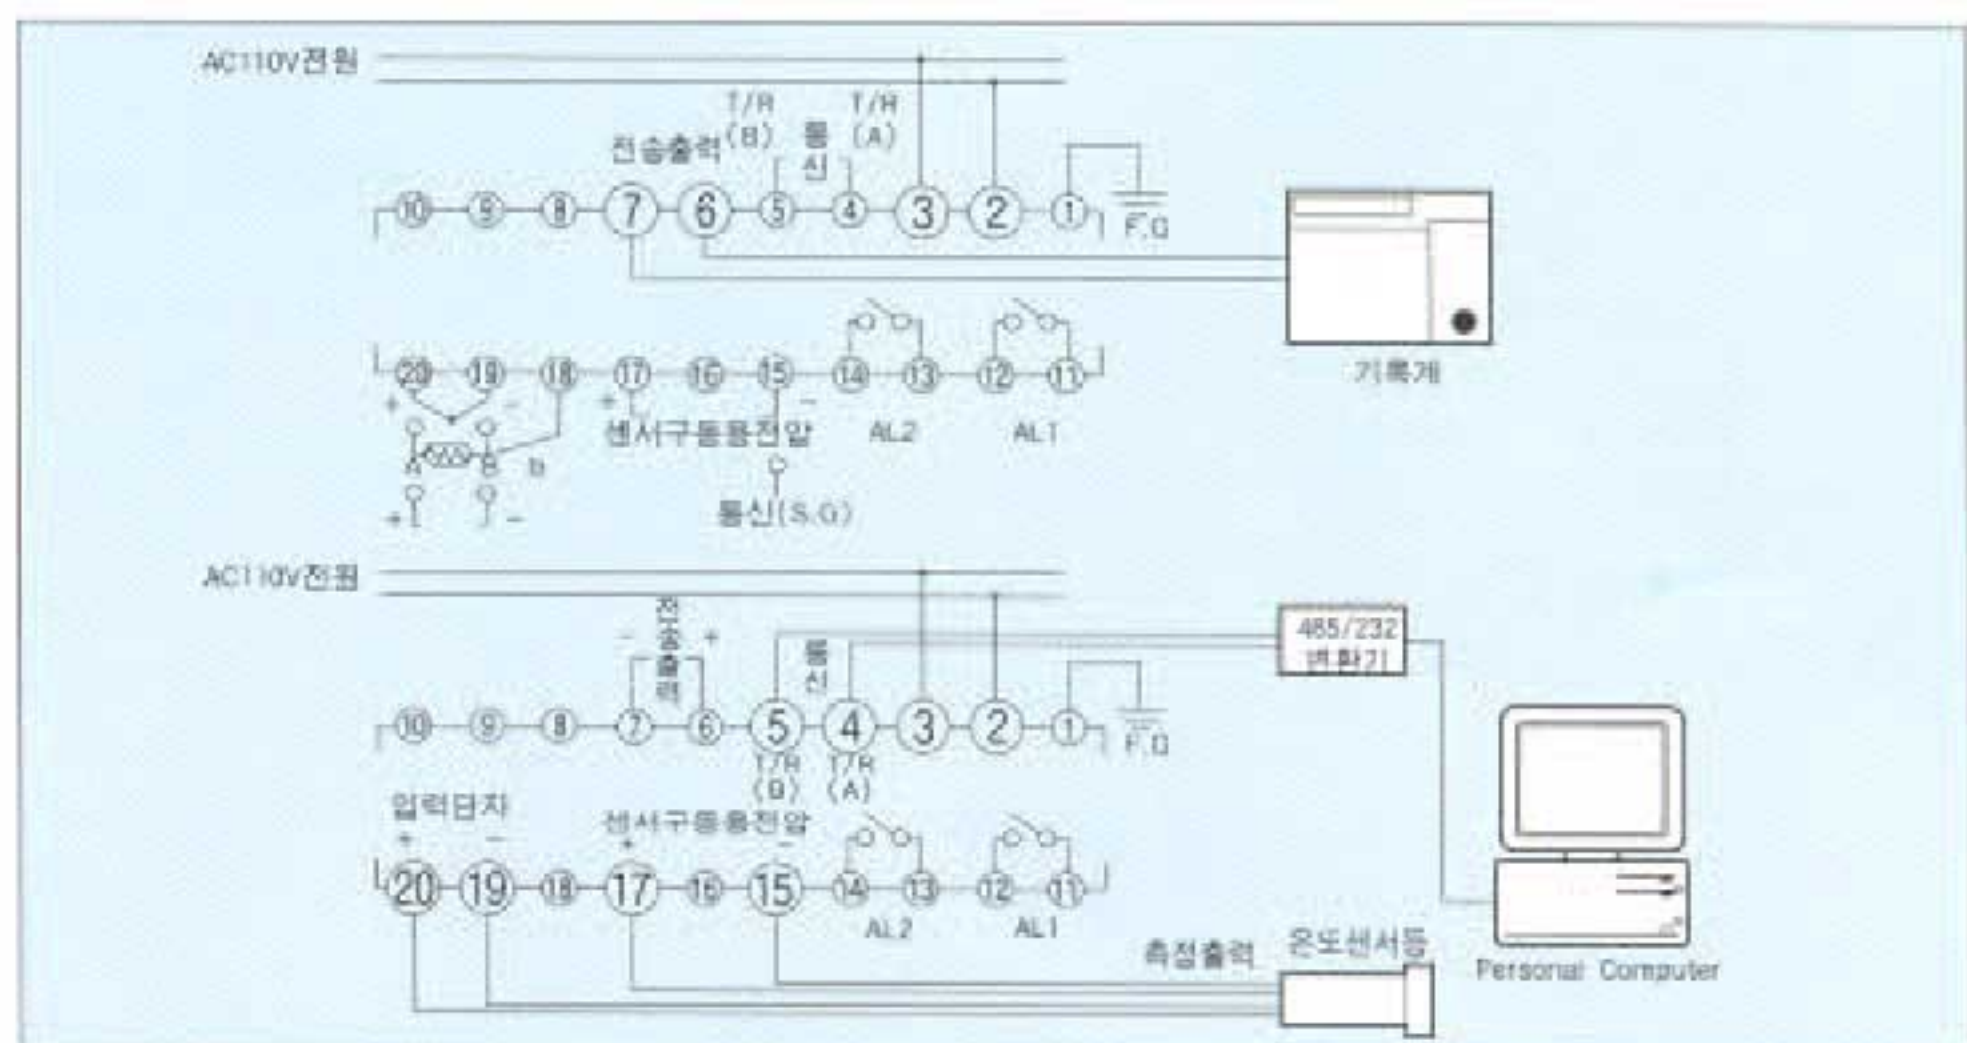 AC110V전원
T/R
(B)
통신
T/R
(A)
전송출력
⑩ ⑨ ⑧ ⑦ ⑥ ⑤ ④ ③ ② ①
F.G
기록계
⑳ ⑲ ⑱ ⑰ ⑯ ⑮ ⑭ ⑬ ⑫ ⑪
+ - + -
센서구동용전압
AL2
AL1
A B b
통신(S.G)
+ -
AC110V전원
- 전송출력 +
통신
485/232
변환기
⑩ ⑨ ⑧ ⑦ ⑥ ⑤ ④ ③ ② ①
F.G
T/R
(B)
T/R
(A)
입력단자
+ -
센서구동용전압
+ -
⑳ ⑲ ⑱ ⑰ ⑯ ⑮ ⑭ ⑬ ⑫ ⑪
AL2
AL1
측정출력
온도센서등
Personal Computer